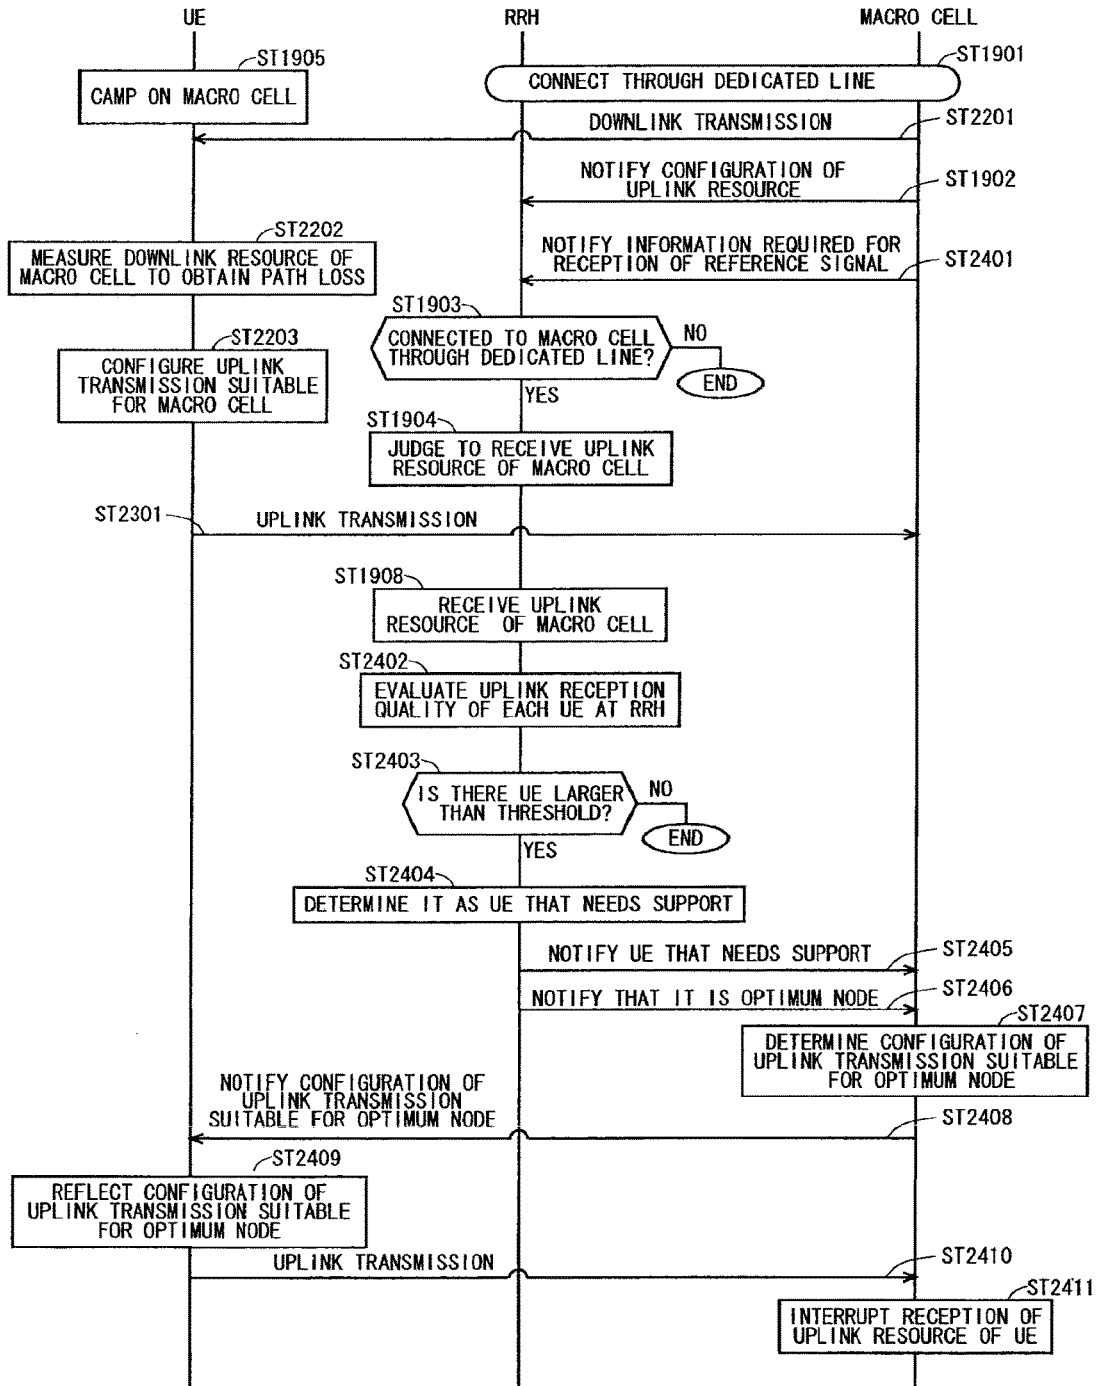 UE
RRH
MACRO CELL
ST1905
CAMP ON MACRO CELL
ST1901
CONNECT THROUGH DEDICATED LINE
DOWNLINK TRANSMISSION
ST2201
NOTIFY CONFIGURATION OF
UPLINK RESOURCE
ST1902
ST2202
MEASURE DOWNLINK RESOURCE OF
MACRO CELL TO OBTAIN PATH LOSS
NOTIFY INFORMATION REQUIRED FOR
RECEPTION OF REFERENCE SIGNAL
ST2401
ST1903
CONNECTED TO MACRO CELL
THROUGH DEDICATED LINE?
NO
END
YES
ST2203
CONFIGURE UPLINK
TRANSMISSION SUITABLE
FOR MACRO CELL
ST1904
JUDGE TO RECEIVE UPLINK
RESOURCE OF MACRO CELL
ST2301
UPLINK TRANSMISSION
ST1908
RECEIVE UPLINK
RESOURCE OF MACRO CELL
ST2402
EVALUATE UPLINK RECEPTION
QUALITY OF EACH UE AT RRH
ST2403
IS THERE UE LARGER
THAN THRESHOLD?
NO
END
YES
ST2404
DETERMINE IT AS UE THAT NEEDS SUPPORT
NOTIFY UE THAT NEEDS SUPPORT
ST2405
NOTIFY THAT IT IS OPTIMUM NODE
ST2406
ST2407
DETERMINE CONFIGURATION OF
UPLINK TRANSMISSION SUITABLE
FOR OPTIMUM NODE
NOTIFY CONFIGURATION OF
UPLINK TRANSMISSION
SUITABLE FOR OPTIMUM NODE
ST2408
ST2409
REFLECT CONFIGURATION OF
UPLINK TRANSMISSION SUITABLE
FOR OPTIMUM NODE
UPLINK TRANSMISSION
ST2410
ST2411
INTERRUPT RECEPTION OF
UPLINK RESOURCE OF UE